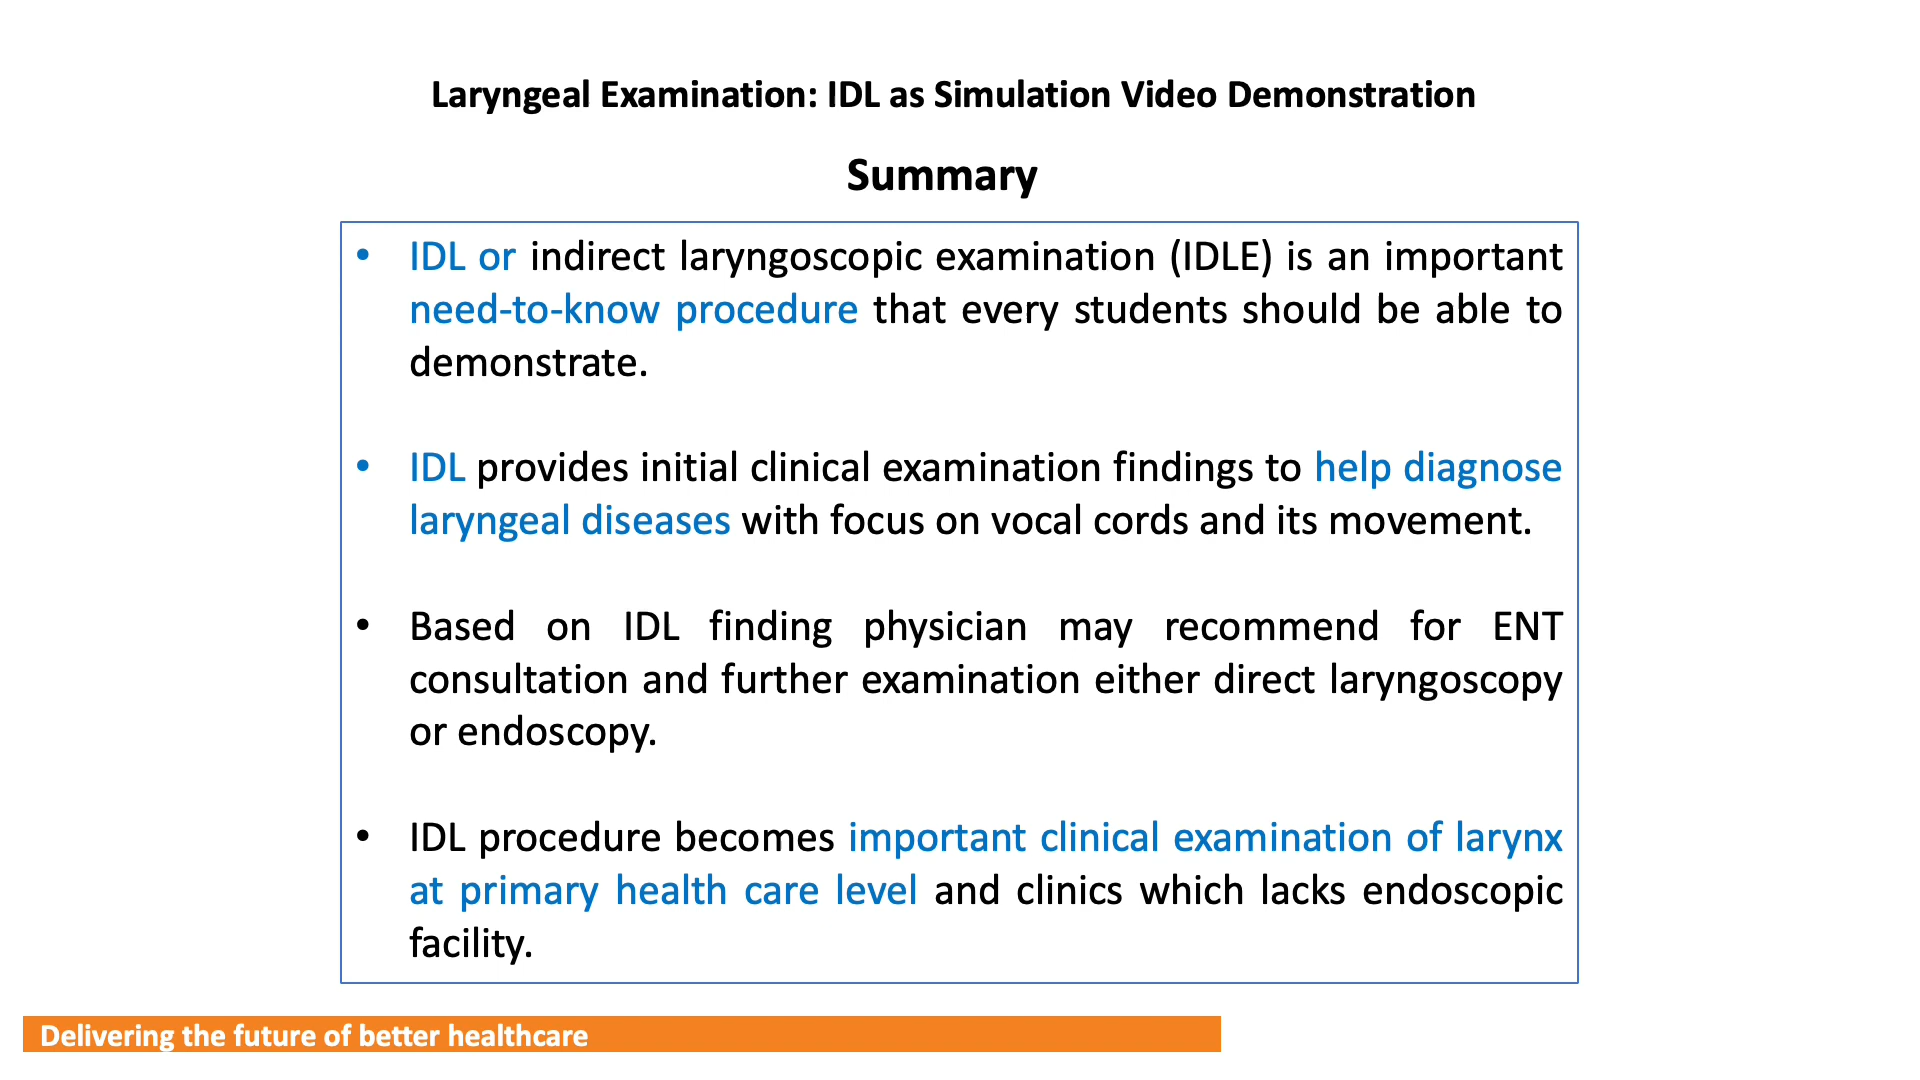 Laryngeal Examination: IDL as Simulation Video Demonstration
Summary
• IDL or indirect laryngoscopic examination (IDLE) is an important
need-to-know procedure that every students should be able to
demonstrate.
• IDL provides initial clinical examination findings to help diagnose
laryngeal diseases with focus on vocal cords and its movement.
• Based on IDL finding physician may recommend for ENT
consultation and further examination either direct laryngoscopy
or endoscopy.
• IDL procedure becomes important clinical examination of larynx
at primary health care level and clinics which lacks endoscopic
facility.
Delivering the future of better healthcare